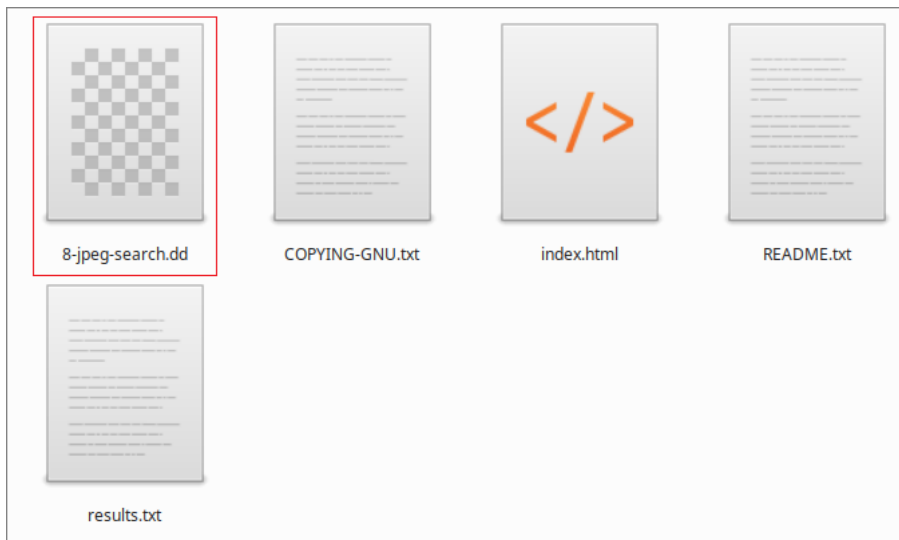 8-jpeg-search.dd
COPYING-GNU.txt
</>
index.html
README.txt
results.txt